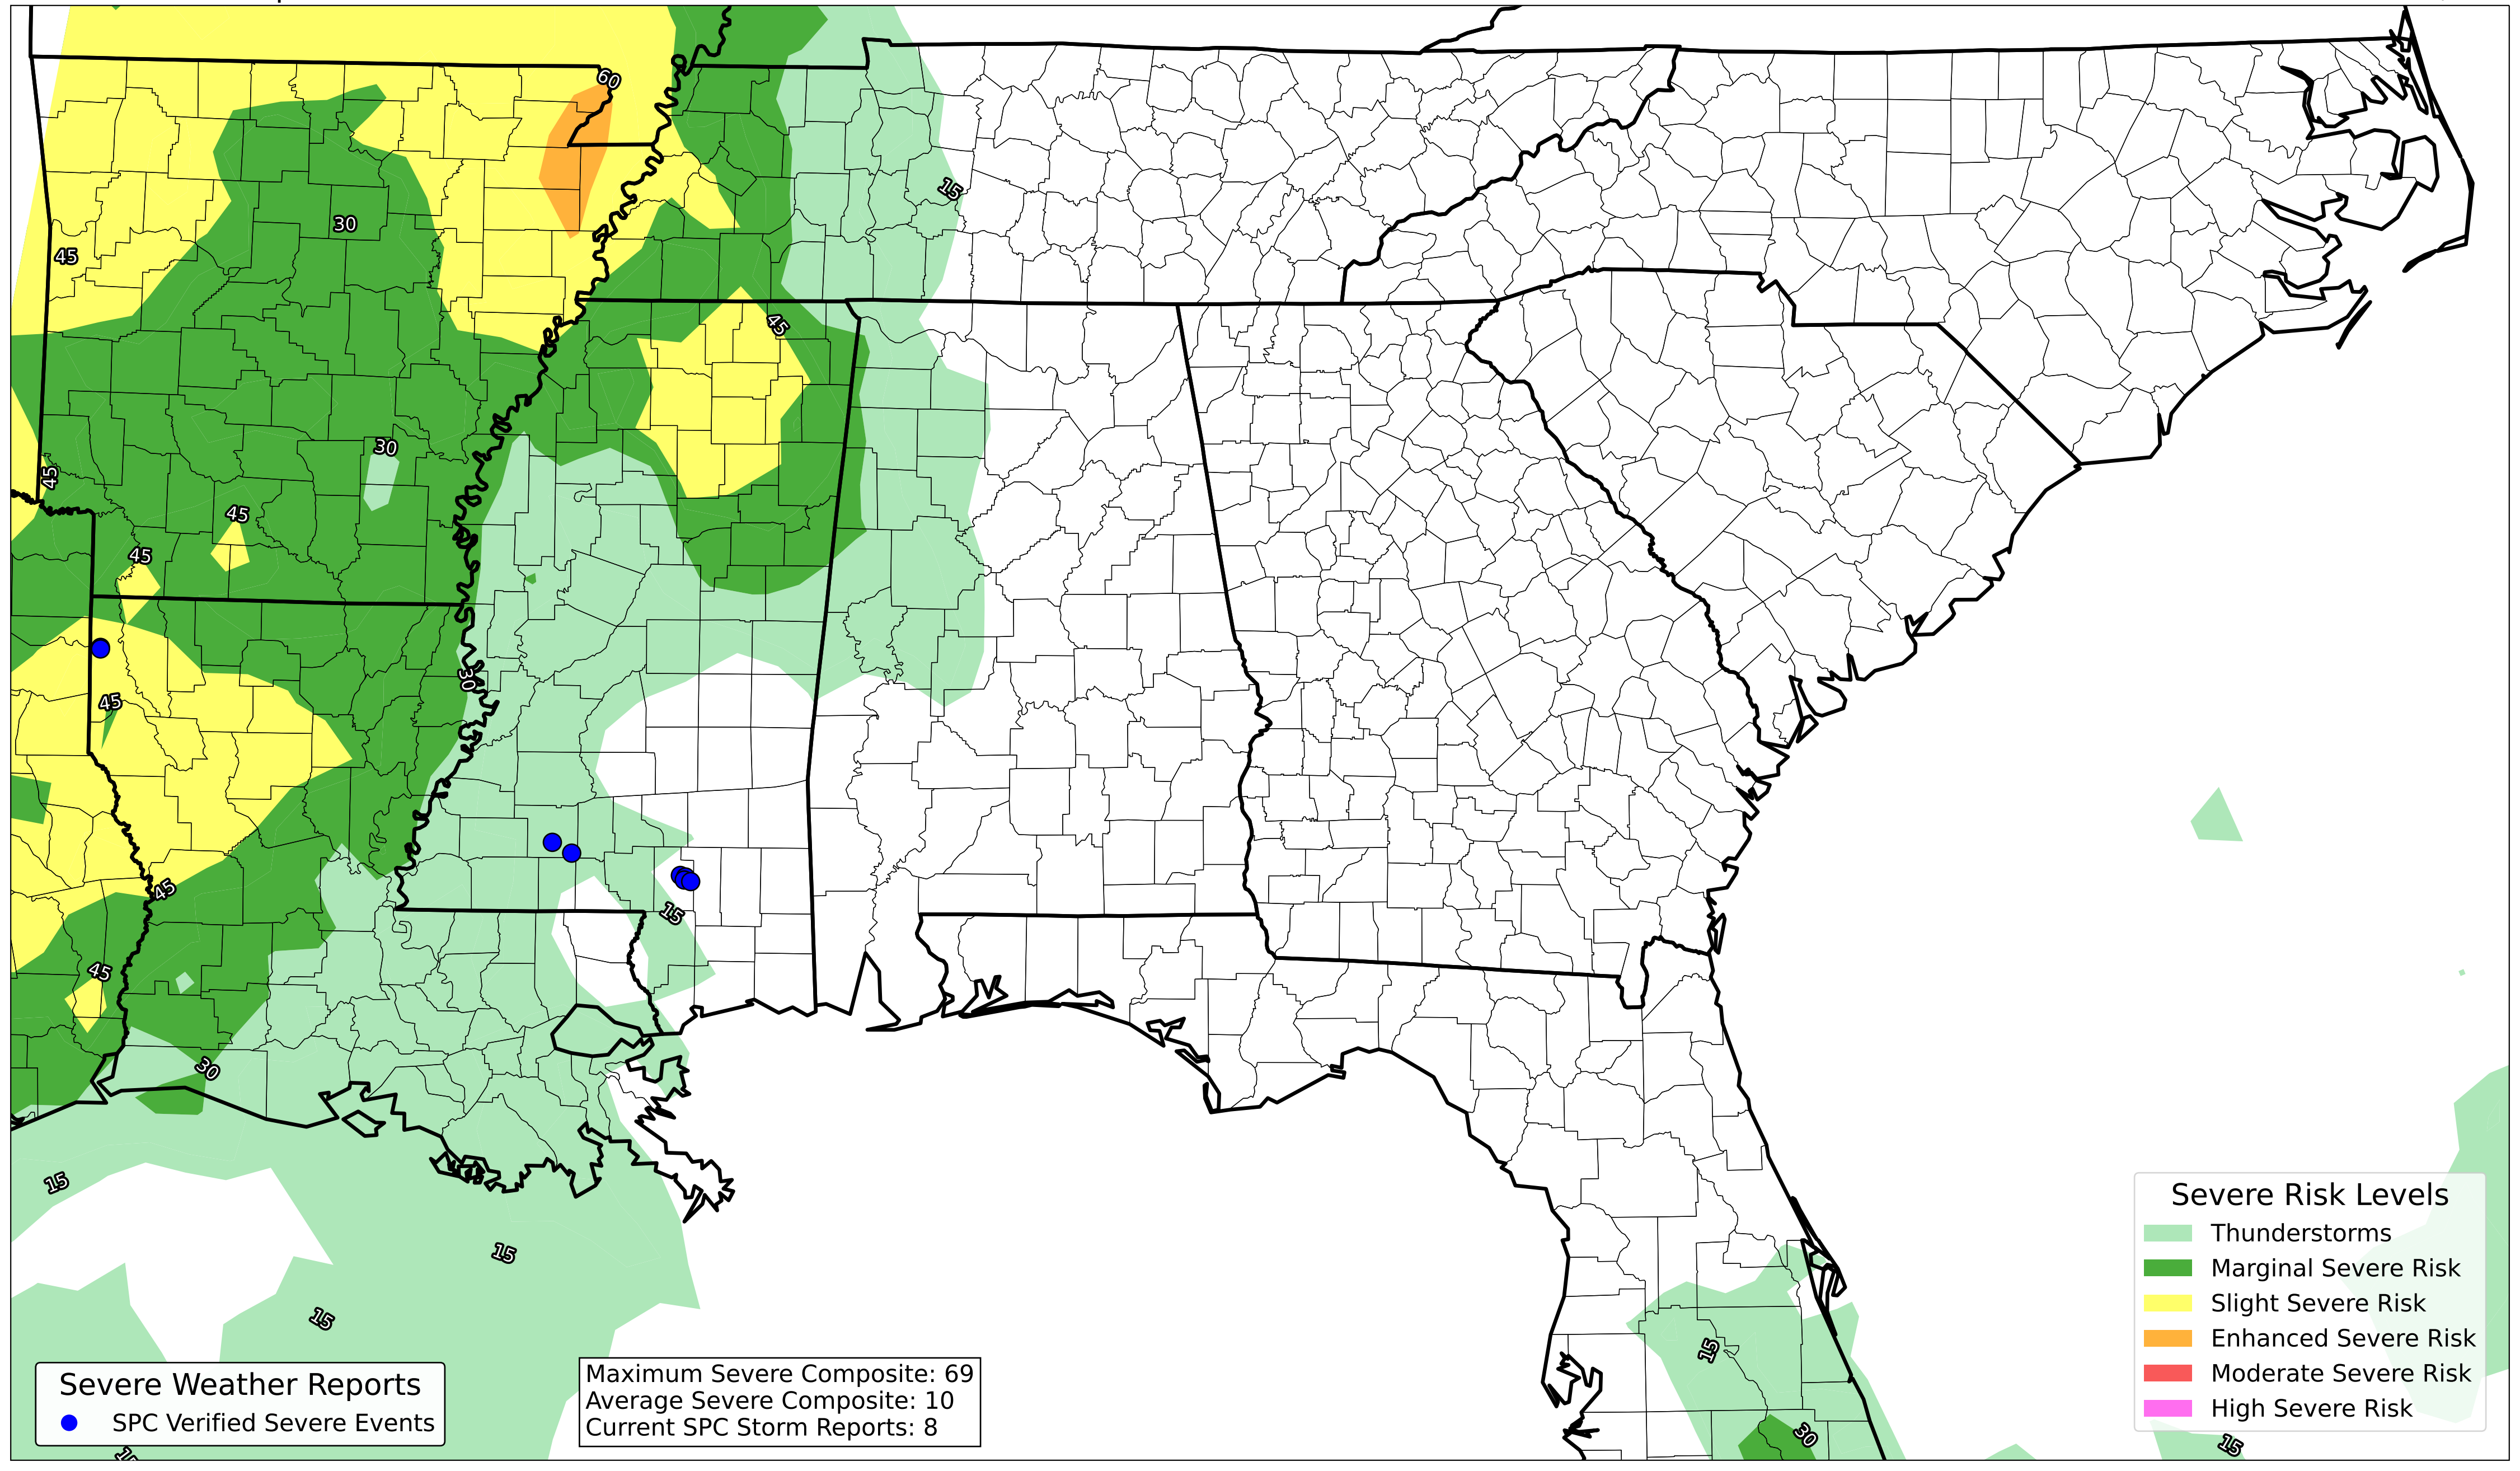 60
15
30
45
45
30
45
45
45
30
45
45
15
45
30
15
15
15
15
30
15
Severe Risk Levels
Thunderstorms
Marginal Severe Risk
Slight Severe Risk
Enhanced Severe Risk
Moderate Severe Risk
High Severe Risk
Severe Weather Reports
SPC Verified Severe Events
Maximum Severe Composite: 69
Average Severe Composite: 10
Current SPC Storm Reports: 8